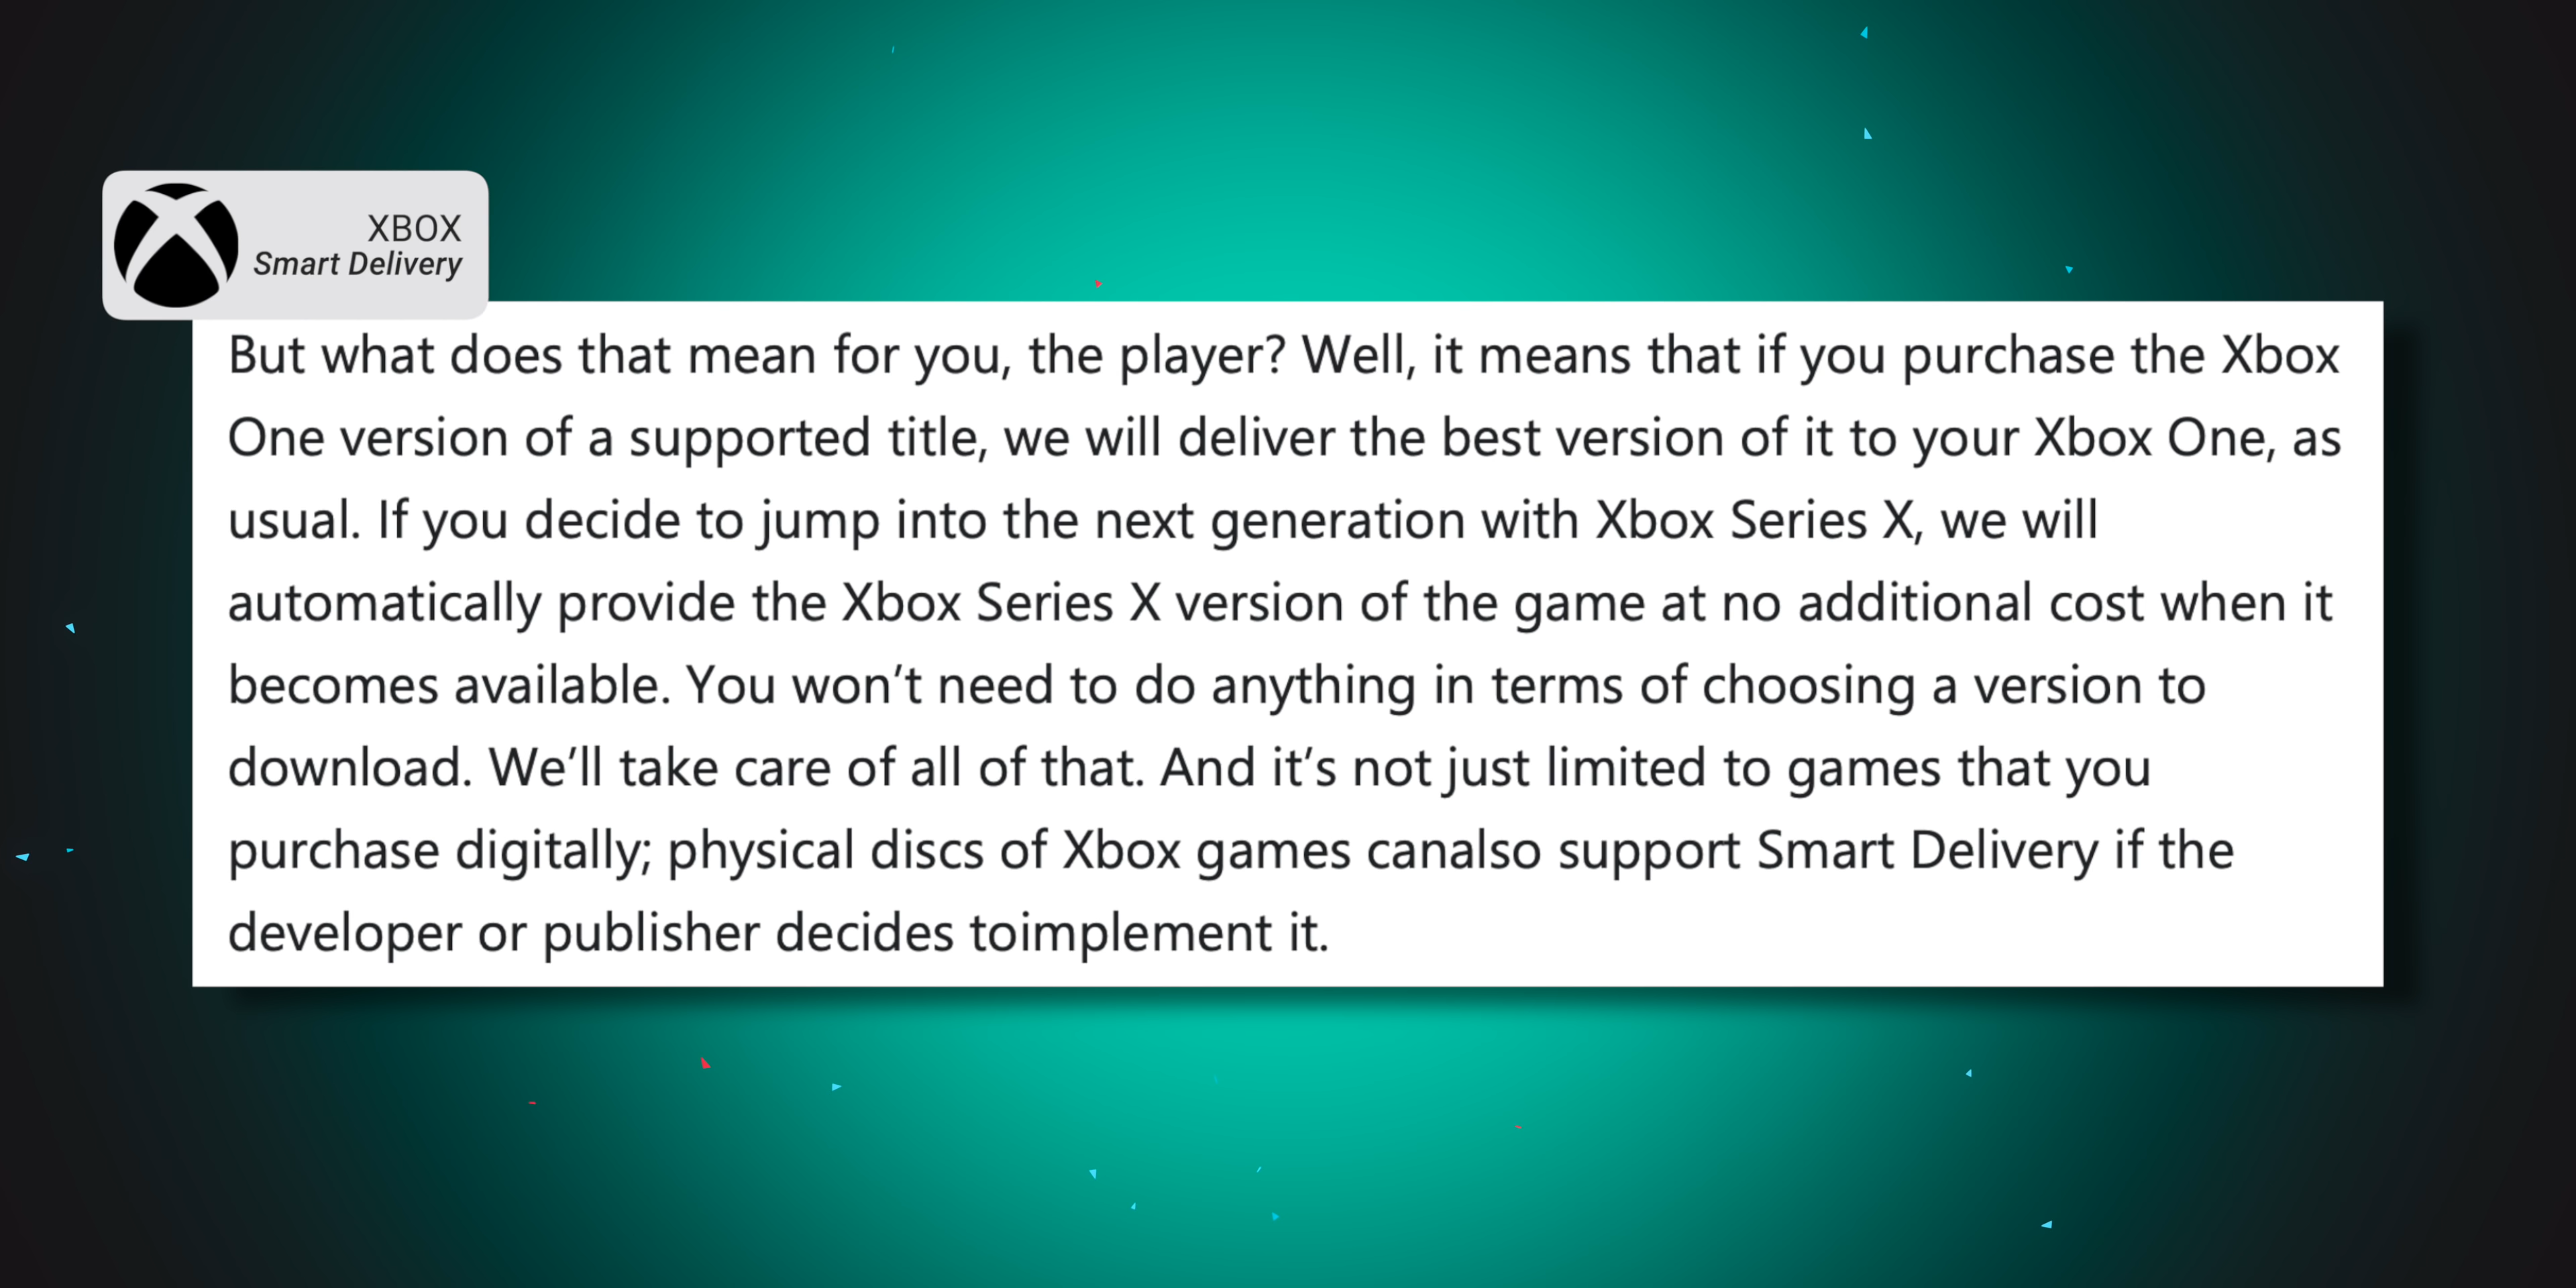 XBOX
Smart Delivery
But what does that mean for you, the player? Well, it means that if you purchase the Xbox
One version of a supported title, we will deliver the best version of it to your Xbox One, as
usual. If you decide to jump into the next generation with Xbox Series X, we will
automatically provide the Xbox Series X version of the game at no additional cost when it
becomes available. You won’t need to do anything in terms of choosing a version to
download. We’ll take care of all of that. And it’s not just limited to games that you
purchase digitally; physical discs of Xbox games canalso support Smart Delivery if the
developer or publisher decides toimplement it.